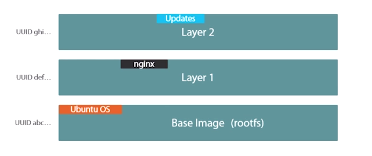 Updates
UUID ghi...
Layer 2
nginx
UUID def...
Layer 1
Ubuntu OS
UUID abc...
Base Image (rootfs)